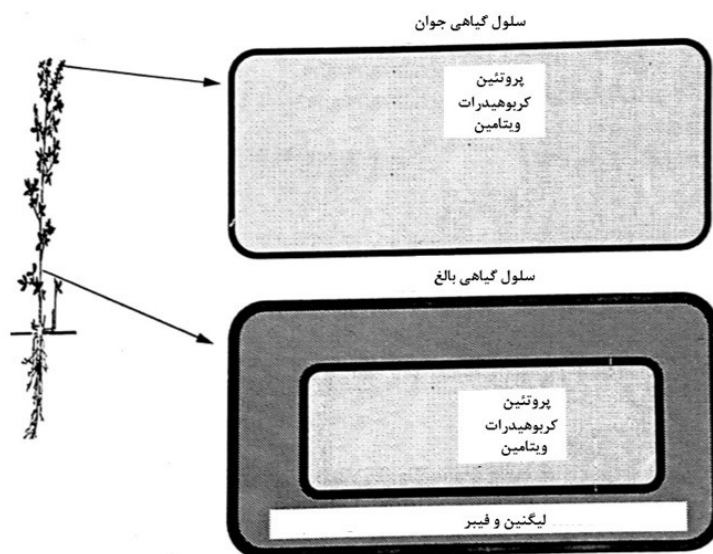 سلول گیاهی جوان
پروتئین
کربوهیدرات
ویتامین
سلول گیاهی بالغ
پروتئین
کربوهیدرات
ویتامین
لیگنین و فیبر